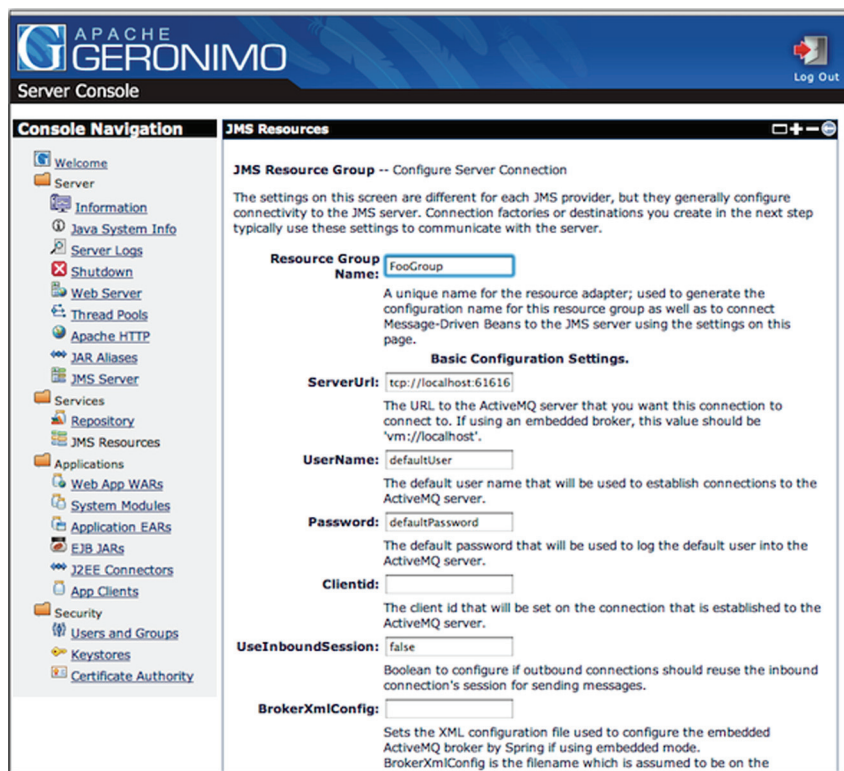 APACHE
GERONIMO
Log Out
Server Console
Console Navigation
Welcome
Server
Information
Java System Info
Server Logs
Shutdown
Web Server
Thread Pools
Apache HTTP
JAR Aliases
JMS Server
Services
Repository
JMS Resources
Applications
Web App WARs
System Modules
Application EARs
EJB JARs
J2EE Connectors
App Clients
Security
Users and Groups
Keystores
Certificate Authority
JMS Resources
JMS Resource Group -- Configure Server Connection
The settings on this screen are different for each JMS provider, but they generally configure
connectivity to the JMS server. Connection factories or destinations you create in the next step
typically use these settings to communicate with the server.
Resource Group
Name: FooGroup
A unique name for the resource adapter; used to generate the
configuration name for this resource group as well as to connect
Message-Driven Beans to the JMS server using the settings on this
page.
Basic Configuration Settings.
ServerUrl: tcp://localhost:61616
The URL to the ActiveMQ server that you want this connection to
connect to. If using an embedded broker, this value should be
'vm://localhost'.
UserName: defaultUser
The default user name that will be used to establish connections to the
ActiveMQ server.
Password: defaultPassword
The default password that will be used to log the default user into the
ActiveMQ server.
Clientid:
The client id that will be set on the connection that is established to the
ActiveMQ server.
UseInboundSession: false
Boolean to configure if outbound connections should reuse the inbound
connection's session for sending messages.
BrokerXmlConfig:
Sets the XML configuration file used to configure the embedded
ActiveMQ broker by Spring if using embedded mode.
BrokerXmlConfig is the filename which is assumed to be on the